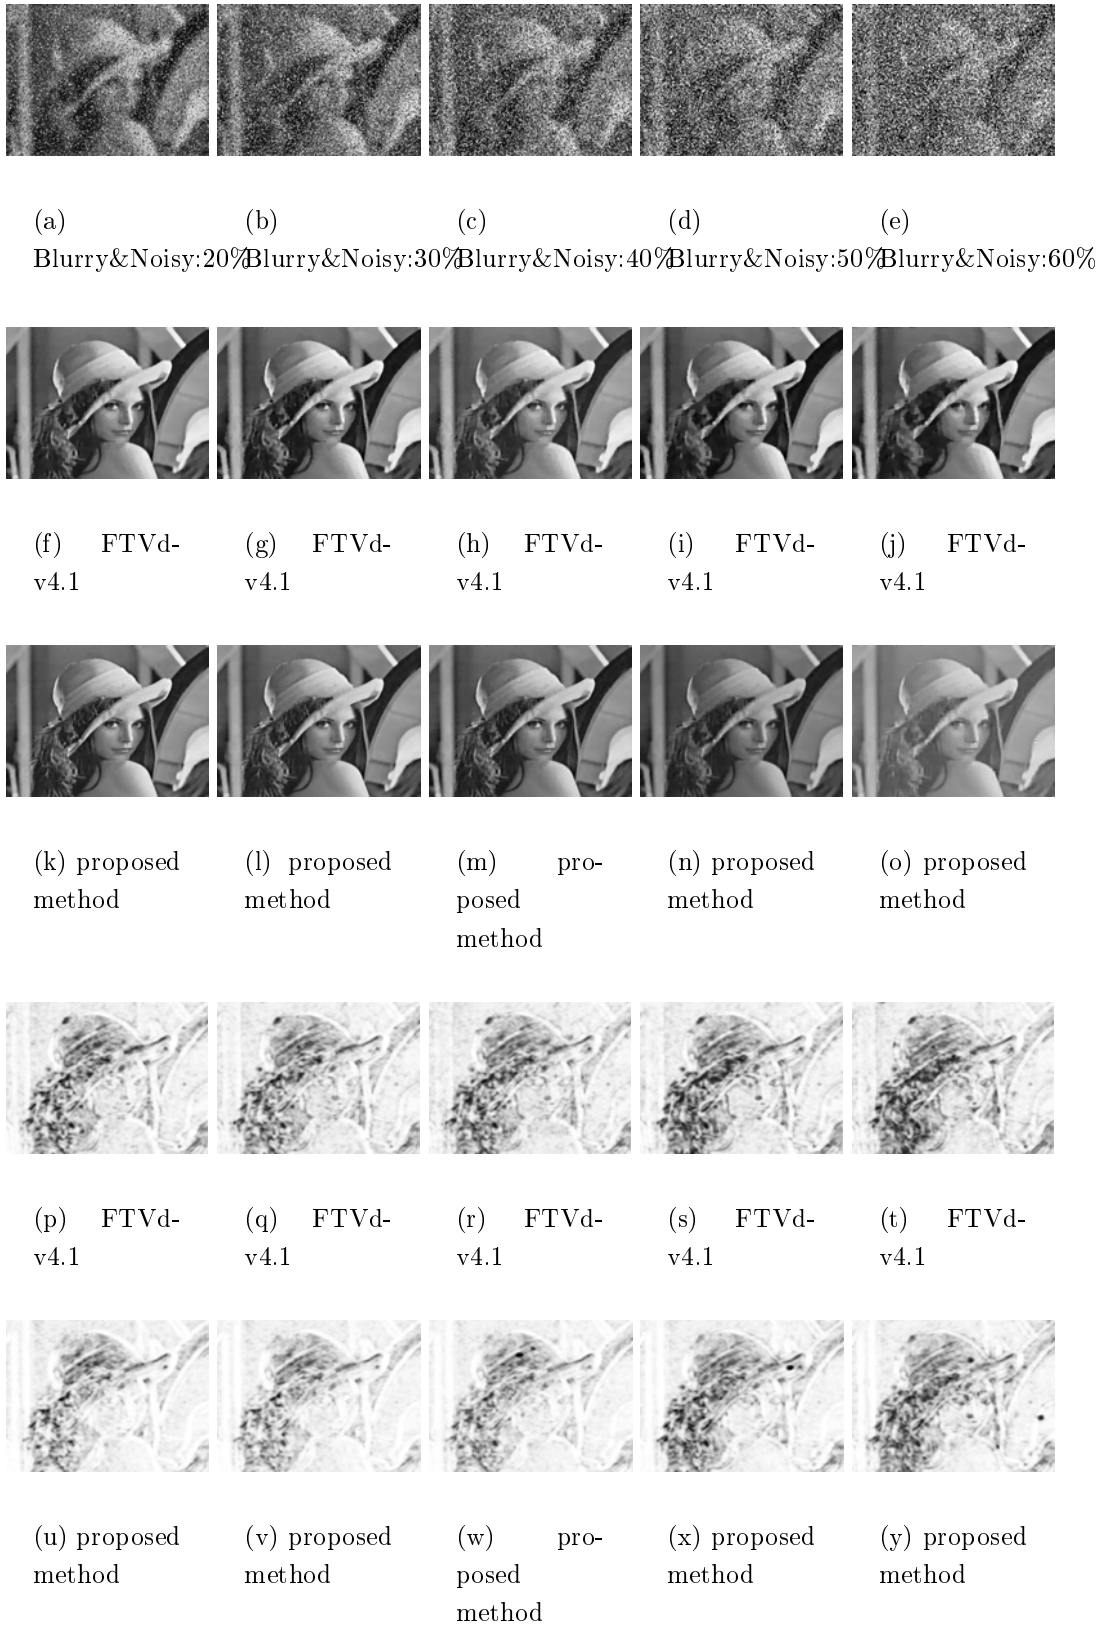 (a) (b) (c) (d) (e)
Blurry&Noisy:20% Blurry&Noisy:30% Blurry&Noisy:40% Blurry&Noisy:50% Blurry&Noisy:60%
(f) FTVd- (g) FTVd- (h) FTVd- (i) FTVd- (j) FTVd-
v4.1 v4.1 v4.1 v4.1 v4.1
(k) proposed (l) proposed (m) pro- (n) proposed (o) proposed
method method posed method method
method
(p) FTVd- (q) FTVd- (r) FTVd- (s) FTVd- (t) FTVd-
v4.1 v4.1 v4.1 v4.1 v4.1
(u) proposed (v) proposed (w) pro- (x) proposed (y) proposed
method method posed method method
method